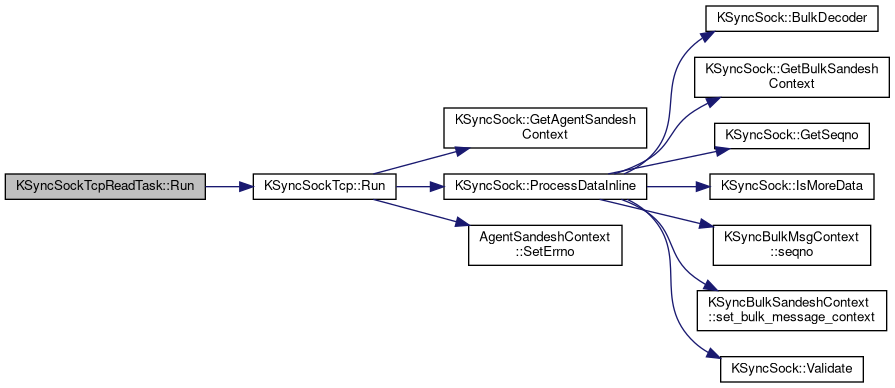 KSyncSockTcpReadTask::Run
KSyncSockTcp::Run
KSyncSock::GetAgentSandesh
Context
KSyncSock::ProcessDataInline
AgentSandeshContext
::SetErrno
KSyncSock::BulkDecoder
KSyncSock::GetBulkSandesh
Context
KSyncSock::GetSeqno
KSyncSock::IsMoreData
KSyncBulkMsgContext
::seqno
KSyncBulkSandeshContext
::set_bulk_message_context
KSyncSock::Validate